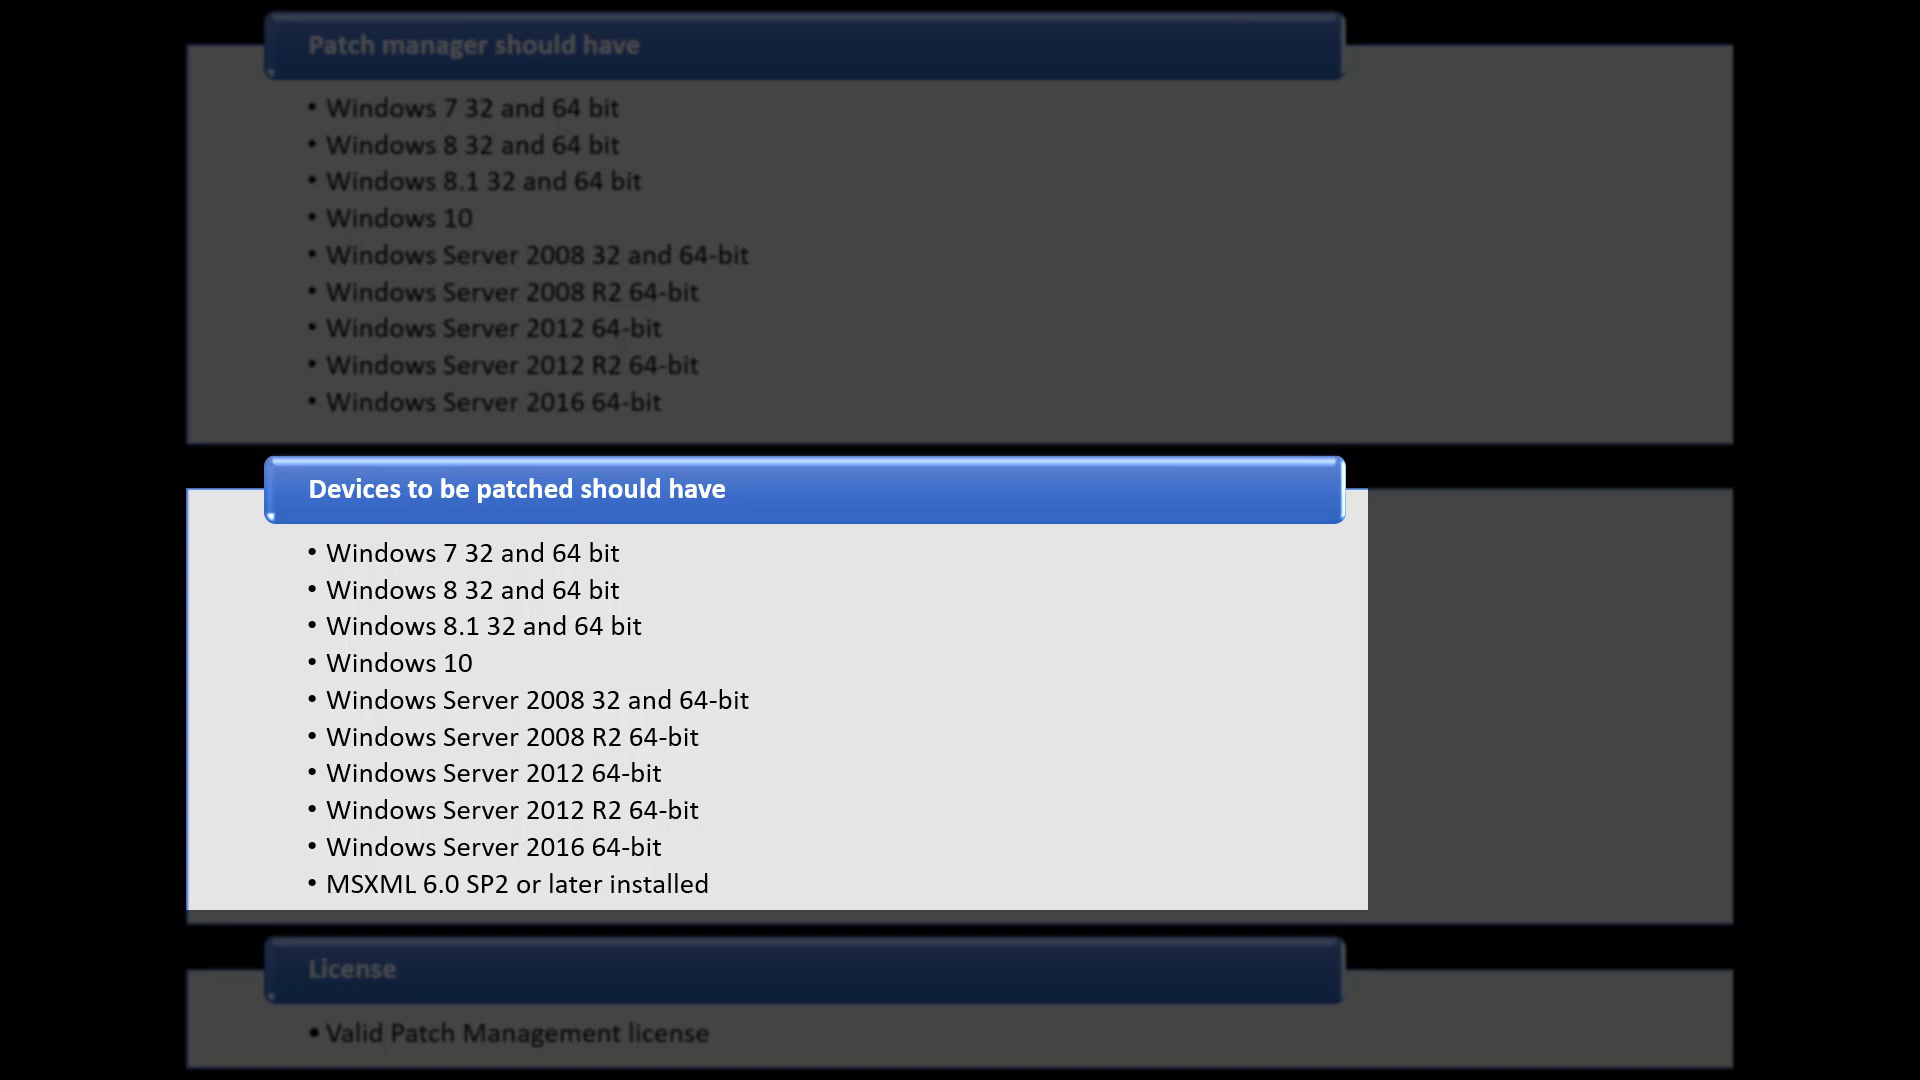 Patch manager should have
• Windows 7 32 and 64 bit
• Windows 8 32 and 64 bit
• Windows 8.1 32 and 64 bit
• Windows 10
• Windows Server 2008 32 and 64-bit
• Windows Server 2008 R2 64-bit
• Windows Server 2012 64-bit
• Windows Server 2012 R2 64-bit
• Windows Server 2016 64-bit
Devices to be patched should have
• Windows 7 32 and 64 bit
• Windows 8 32 and 64 bit
• Windows 8.1 32 and 64 bit
• Windows 10
• Windows Server 2008 32 and 64-bit
• Windows Server 2008 R2 64-bit
• Windows Server 2012 64-bit
• Windows Server 2012 R2 64-bit
• Windows Server 2016 64-bit
• MSXML 6.0 SP2 or later installed
License
• Valid Patch Management license